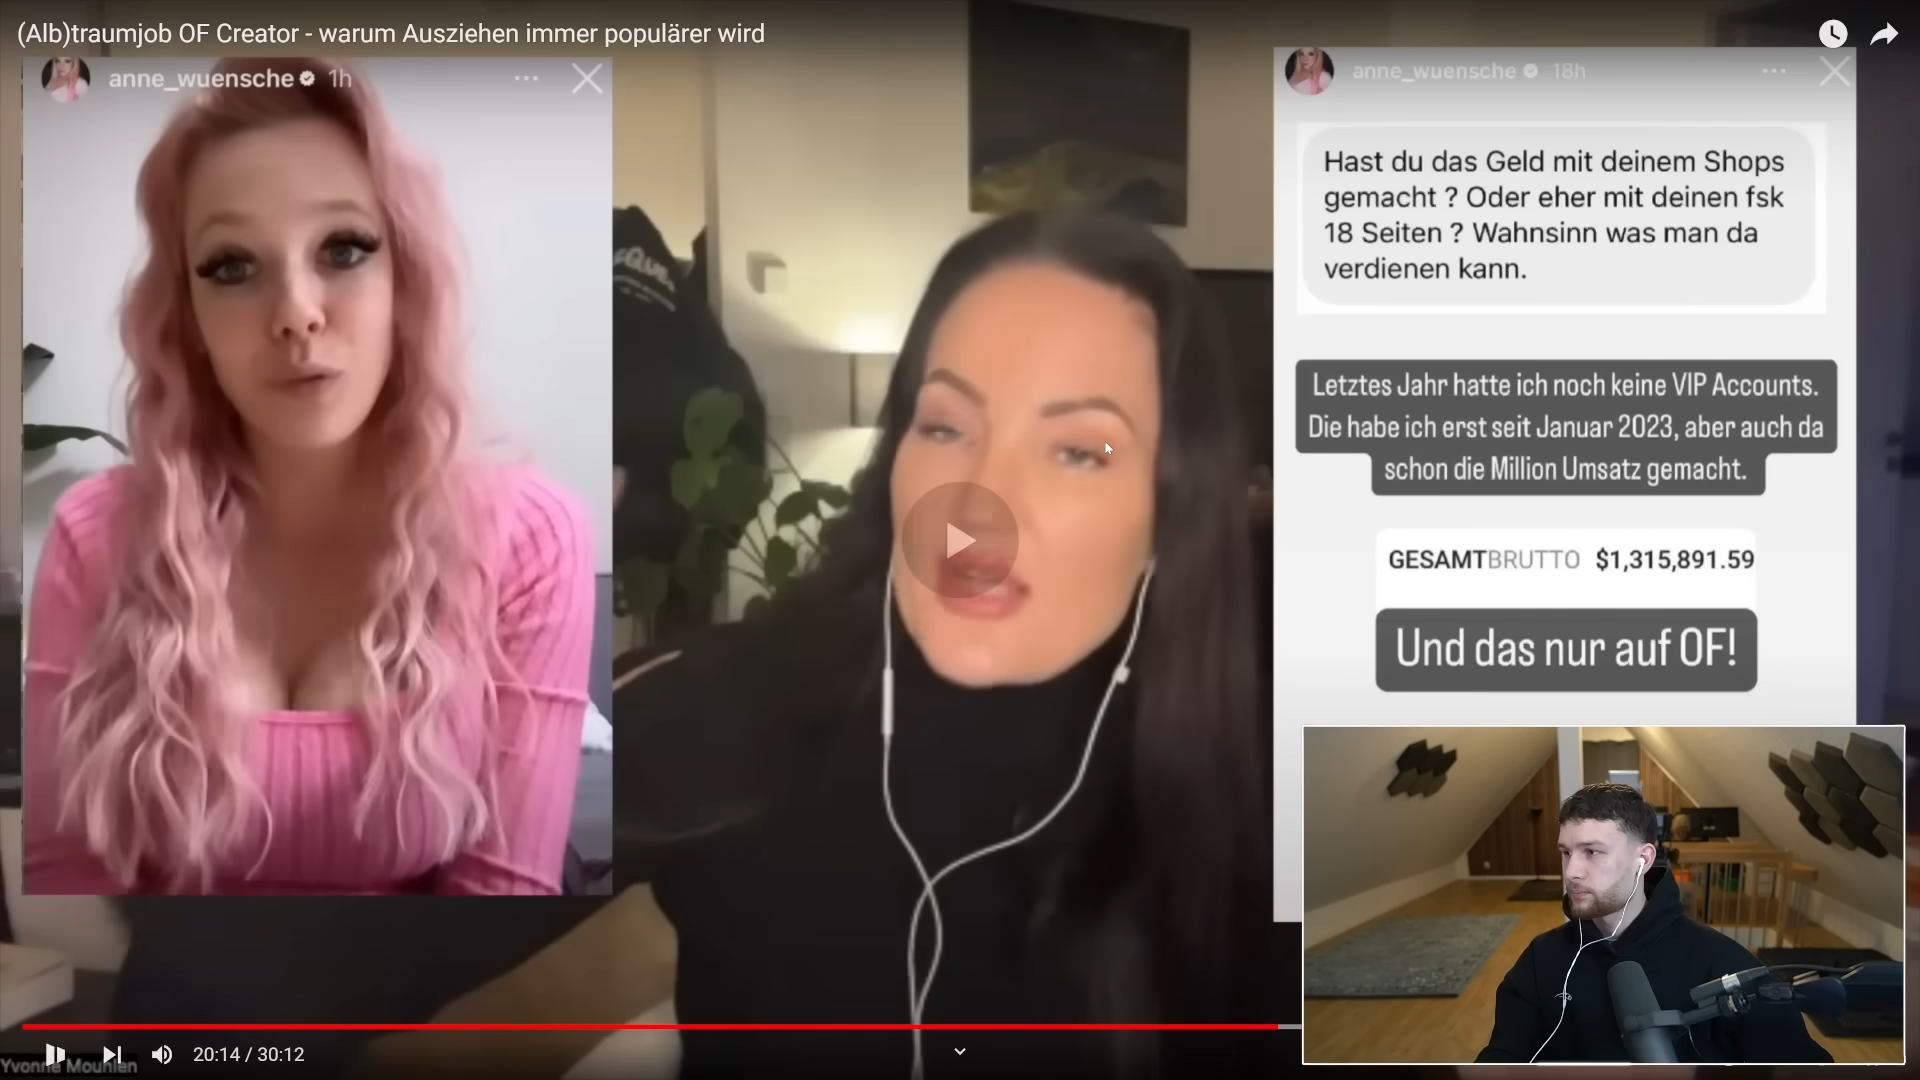 (Alb)traumjob OF Creator - warum Ausziehen immer populärer wird
anne_wuensche 1h
anne_wuensche 18h
Hast du das Geld mit deinem Shops
gemacht ? Oder eher mit deinen fsk
18 Seiten ? Wahnsinn was man da
verdienen kann.
Letztes Jahr hatte ich noch keine VIP Accounts.
Die habe ich erst seit Januar 2023, aber auch da
schon die Million Umsatz gemacht.
GESAMTBRUTTO $1,315,891.59
Und das nur auf OF!
20:14 / 30:12
Yvonne Mouhlen